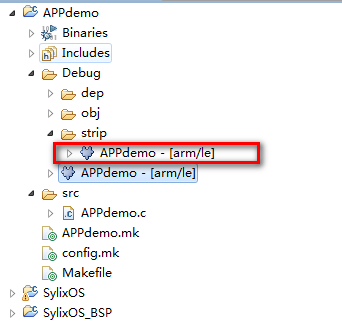 APPdemo
Binaries
Includes
Debug
dep
obj
strip
APPdemo - [arm/le]
APPdemo - [arm/le]
src
APPdemo.c
APPdemo.mk
config.mk
Makefile
SylixOS
SylixOS_BSP